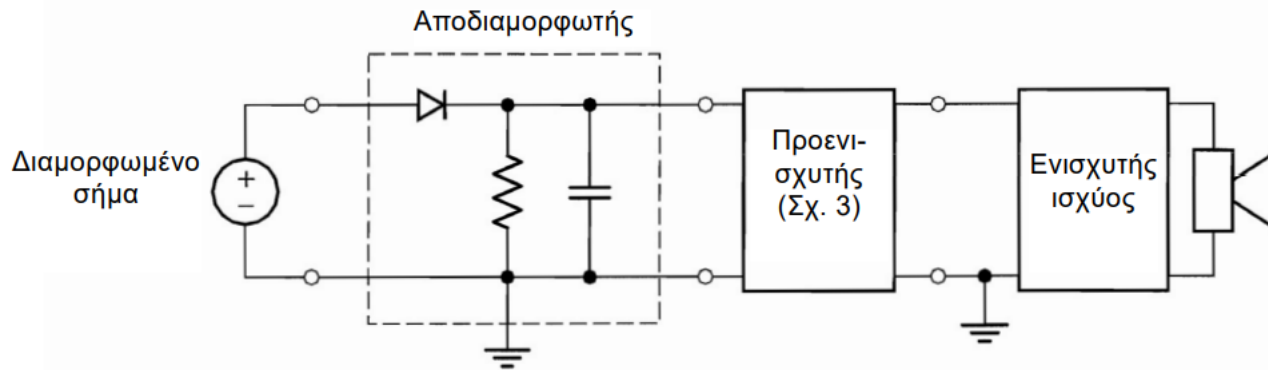 Αποδιαμορφωτής
Διαμορφωμένο
σήμα
+
−
Προενι-
σχυτής
(Σχ. 3)
Ενισχυτής
ισχύος